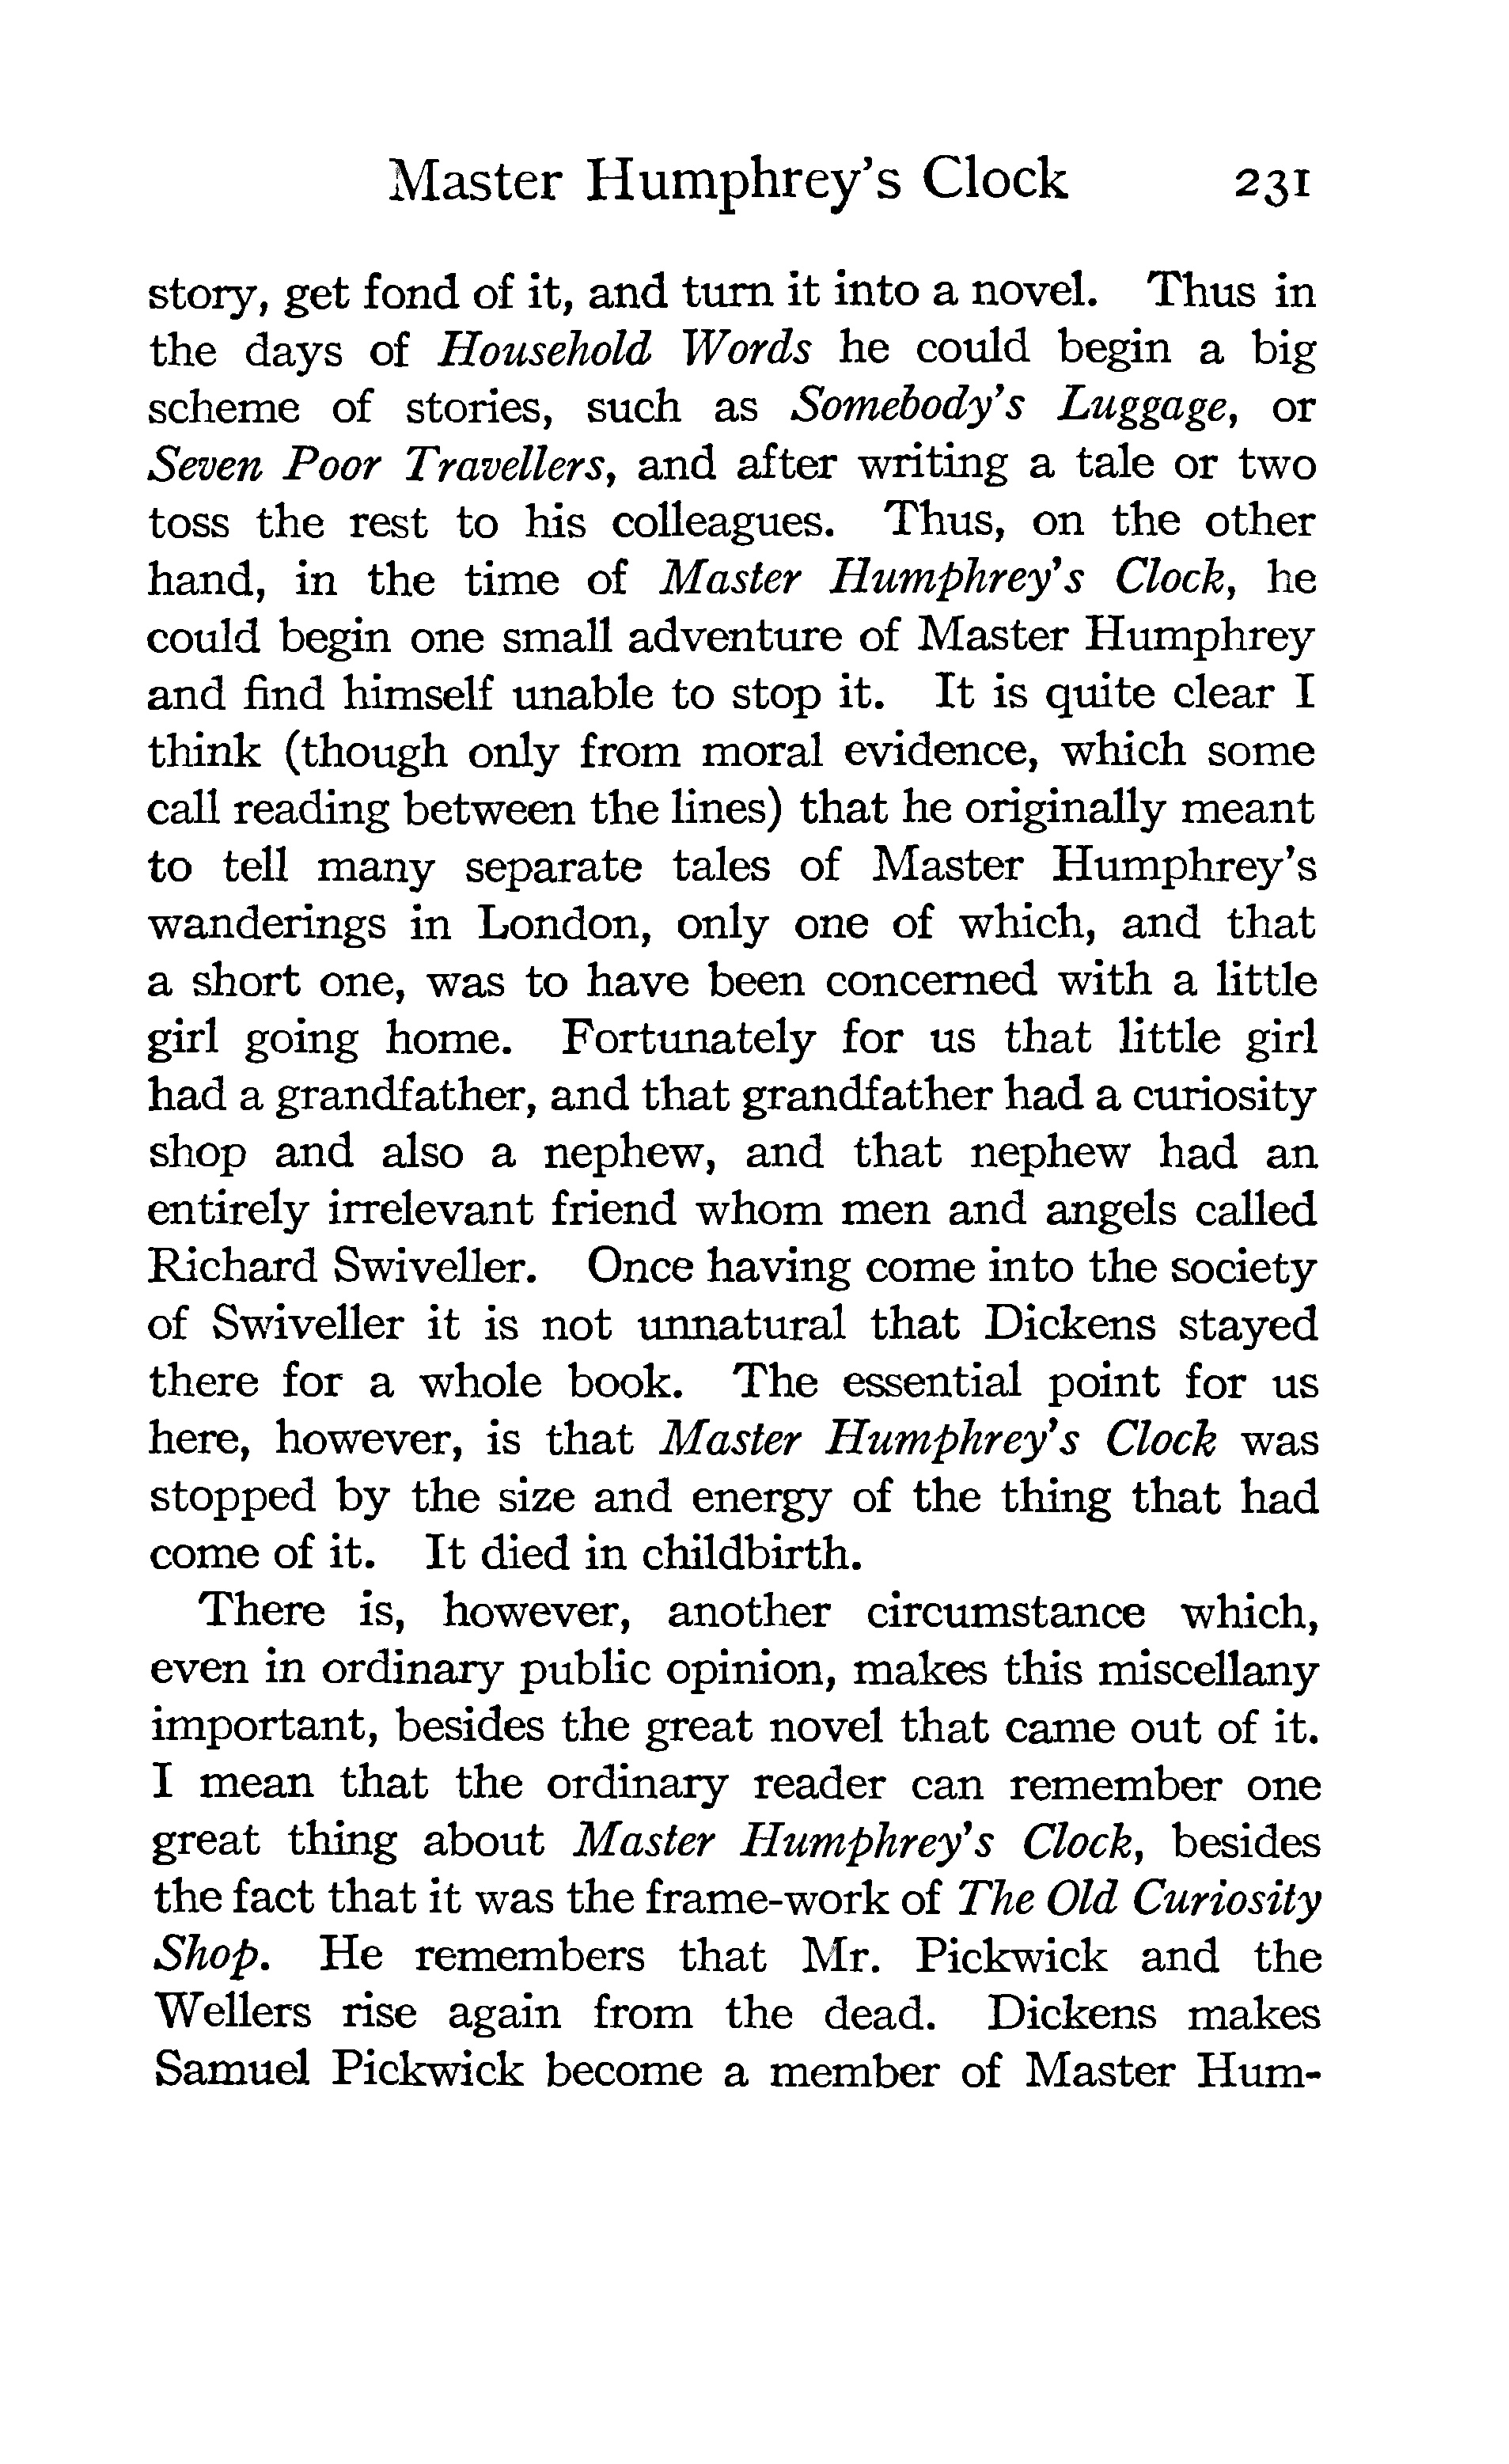 Master Humphrey's Clock 231
story, get fond of it, and turn it into a novel. Thus in
the days of Household Words he could begin a big
scheme of stories, such as Somebody's Luggage, or
Seven Poor Travellers, and after writing a tale or two
toss the rest to his colleagues. Thus, on the other
hand, in the time of Master Humphrey's Clock, he
could begin one small adventure of Master Humphrey
and find himself unable to stop it. It is quite clear I
think (though only from moral evidence, which some
call reading between the lines) that he originally meant
to tell many separate tales of Master Humphrey's
wanderings in London, only one of which, and that
a short one, was to have been concerned with a little
girl going home. Fortunately for us that little girl
had a grandfather, and that grandfather had a curiosity
shop and also a nephew, and that nephew had an
entirely irrelevant friend whom men and angels called
Richard Swiveller. Once having come into the society
of Swiveller it is not unnatural that Dickens stayed
there for a whole book. The essential point for us
here, however, is that Master Humphrey's Clock was
stopped by the size and energy of the thing that had
come of it. It died in childbirth.
There is, however, another circumstance which,
even in ordinary public opinion, makes this miscellany
important, besides the great novel that came out of it.
I mean that the ordinary reader can remember one
great thing about Master Humphrey's Clock, besides
the fact that it was the frame-work of The Old Curiosity
Shop. He remembers that Mr. Pickwick and the
Wellers rise again from the dead. Dickens makes
Samuel Pickwick become a member of Master Hum-